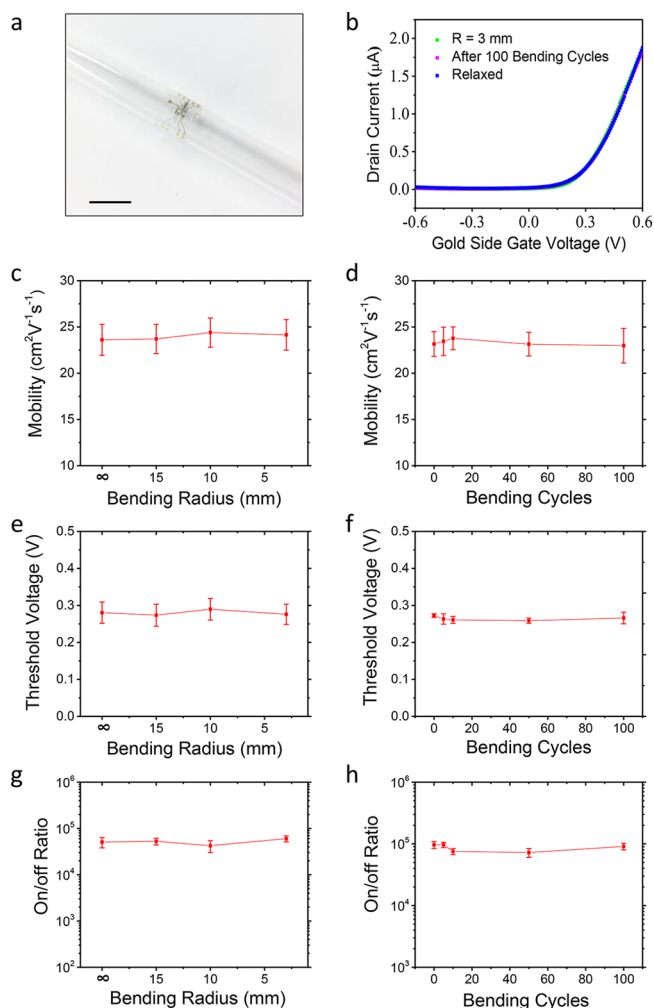 a
b
2.0
1.5
1.0
0.5
0.0
Drain Current (μA)
R = 3 mm
After 100 Bending Cycles
Relaxed
-0.6 -0.3 0.0 0.3 0.6
Gold Side Gate Voltage (V)
c
30
25
20
15
10
Mobility (cm²V⁻¹s⁻¹)
∞ 15 10 5
Bending Radius (mm)
d
30
25
20
15
10
Mobility (cm²V⁻¹s⁻¹)
0 20 40 60 80 100
Bending Cycles
e
0.5
0.4
0.3
0.2
0.1
0.0
Threshold Voltage (V)
∞ 15 10 5
Bending Radius (mm)
f
0.5
0.4
0.3
0.2
0.1
0.0
Threshold Voltage (V)
0 20 40 60 80 100
Bending Cycles
g
10⁶
10⁵
10⁴
10³
10²
On/off Ratio
∞ 15 10 5
Bending Radius (mm)
h
10⁶
10⁵
10⁴
10³
On/off Ratio
0 20 40 60 80 100
Bending Cycles